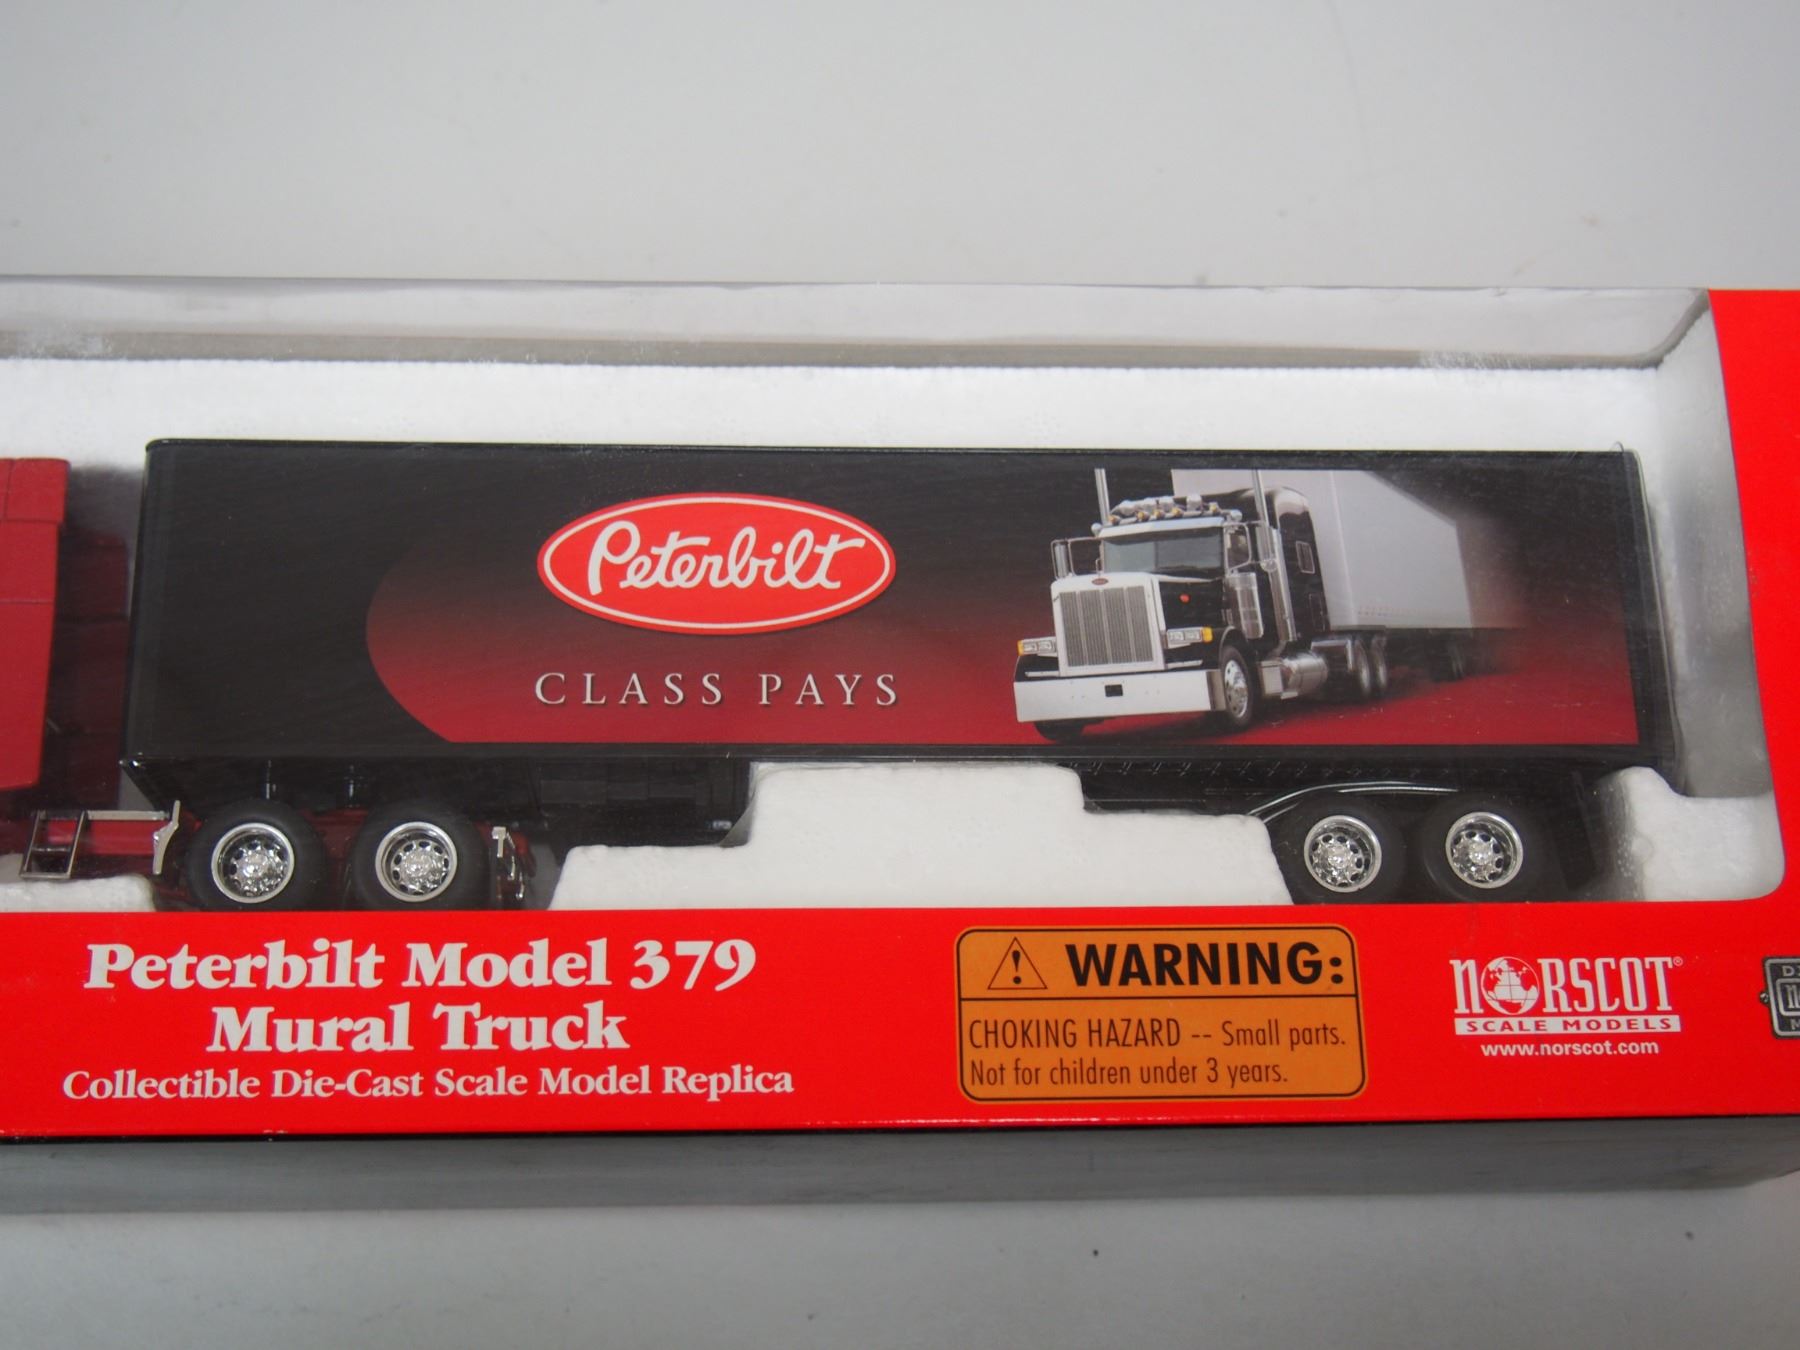 Peterbilt
CLASS PAYS
Peterbilt Model 379
Mural Truck
Collectible Die-Cast Scale Model Replica
WARNING:
CHOKING HAZARD -- Small parts.
Not for children under 3 years.
NORSCOT®
SCALE MODELS
www.norscot.com